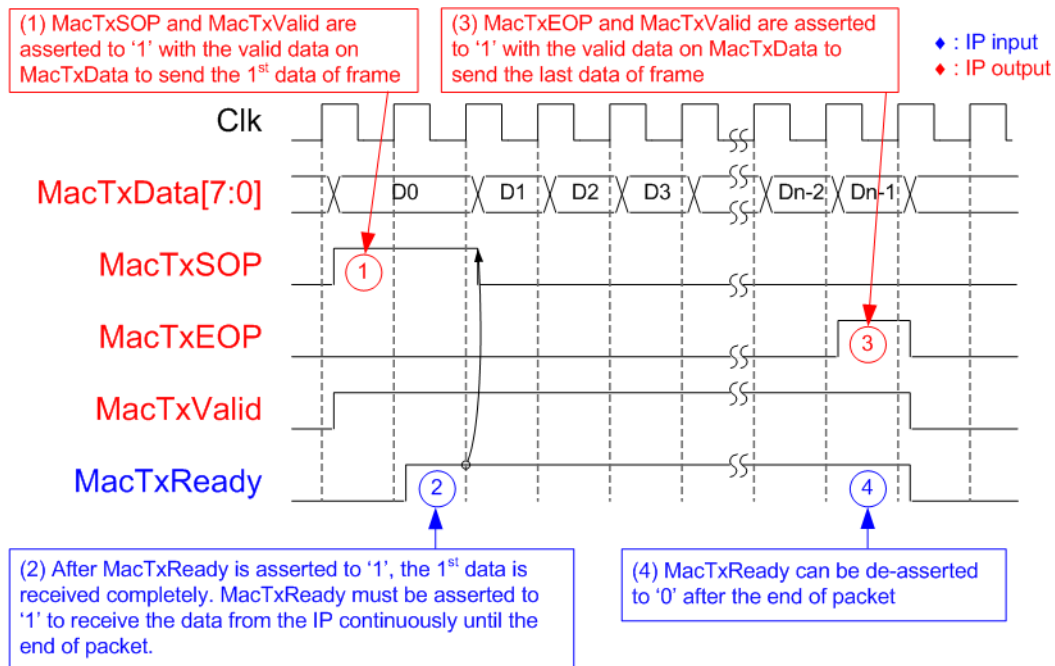 (1) MacTxSOP and MacTxValid are
asserted to ‘1’ with the valid data on
MacTxData to send the 1st data of frame
(3) MacTxEOP and MacTxValid are asserted
to ‘1’ with the valid data on MacTxData to
send the last data of frame
♦ : IP input
♦ : IP output
Clk
MacTxData[7:0]
D0
D1
D2
D3
Dn-2
Dn-1
MacTxSOP
1
MacTxEOP
3
MacTxValid
MacTxReady
2
4
(2) After MacTxReady is asserted to ‘1’, the 1st data is
received completely. MacTxReady must be asserted to
‘1’ to receive the data from the IP continuously until the
end of packet.
(4) MacTxReady can be de-asserted
to ‘0’ after the end of packet